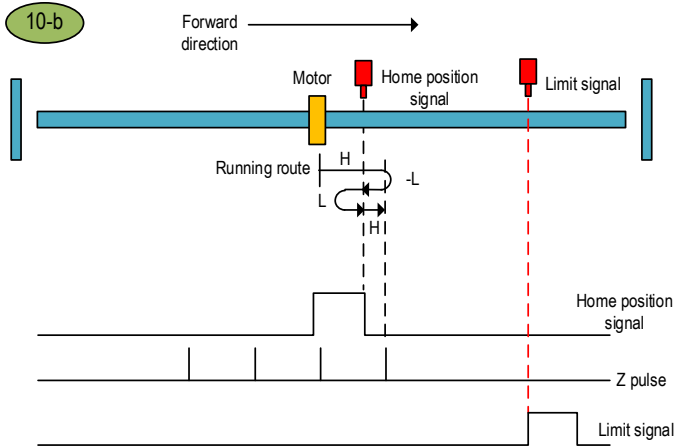 10-b
Forward
direction
Motor
Home position
signal
Limit signal
Running route
H
-L
L
H
Home position
signal
Z pulse
Limit signal